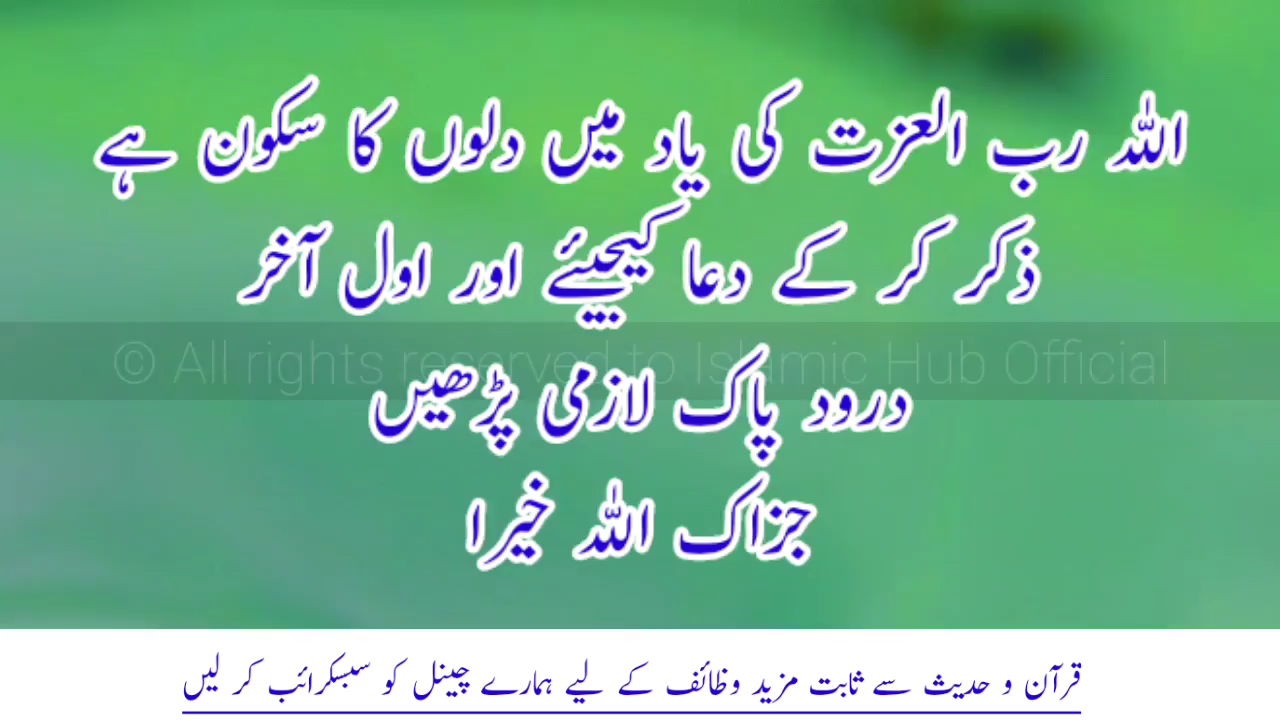 اللہ رب العزت کی یاد میں دلوں کا سکون ہے
ذکر کر کے دعا کیجیئے اور اول آخر
© All rights reserved to Islamic Hub Official
درود پاک لازمی پڑھیں
جزاک اللہ خیرا
قرآن و حدیث سے ثابت مزید وظائف کے لیے ہمارے چینل کو سبسکرائب کر لیں